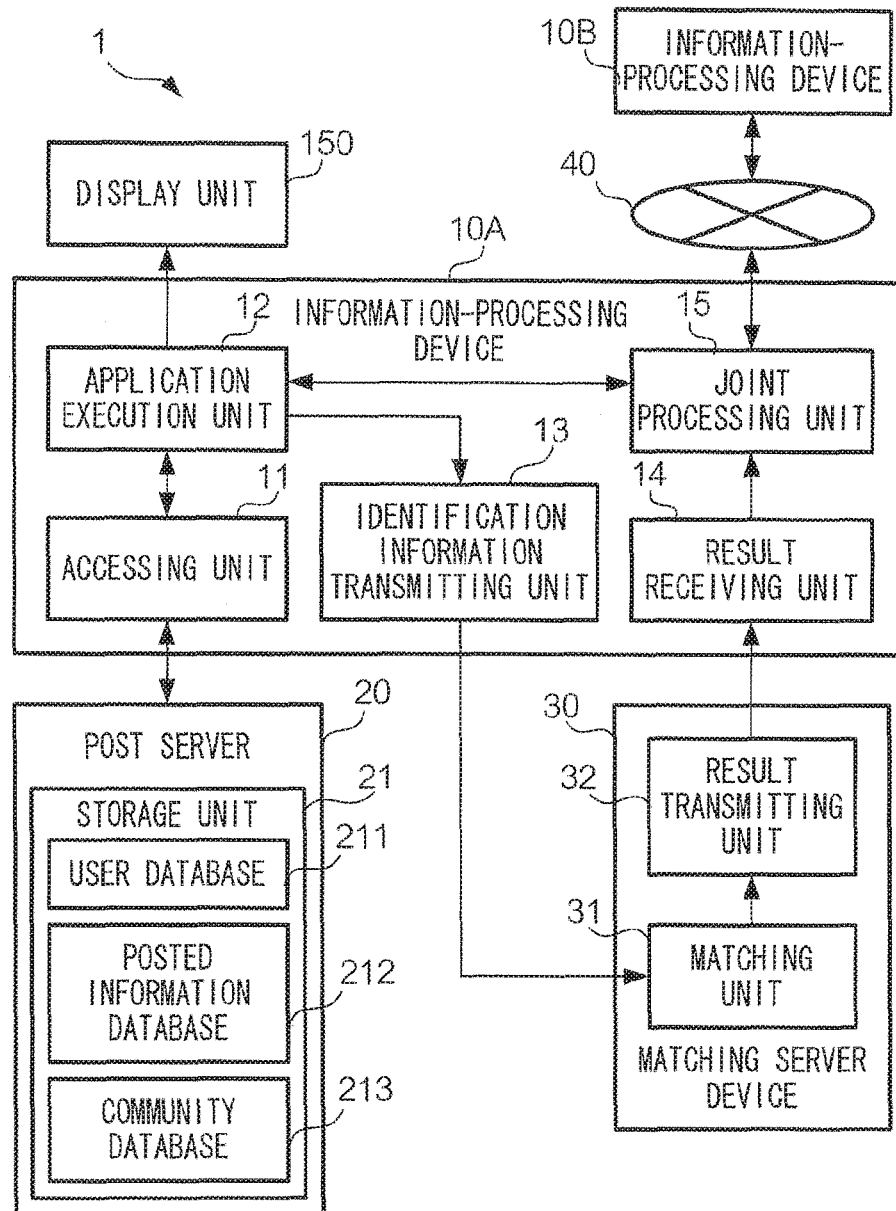 1
10B
INFORMATION-
PROCESSING DEVICE
150
DISPLAY UNIT
40
10A
INFORMATION-PROCESSING
DEVICE
12
APPLICATION
EXECUTION UNIT
15
JOINT
PROCESSING UNIT
11
ACCESSING UNIT
13
IDENTIFICATION
INFORMATION
TRANSMITTING UNIT
14
RESULT
RECEIVING UNIT
20
POST SERVER
21
STORAGE UNIT
211
USER DATABASE
POSTED
INFORMATION
DATABASE
212
COMMUNITY
DATABASE
213
30
32
RESULT
TRANSMITTING
UNIT
31
MATCHING
UNIT
MATCHING SERVER
DEVICE